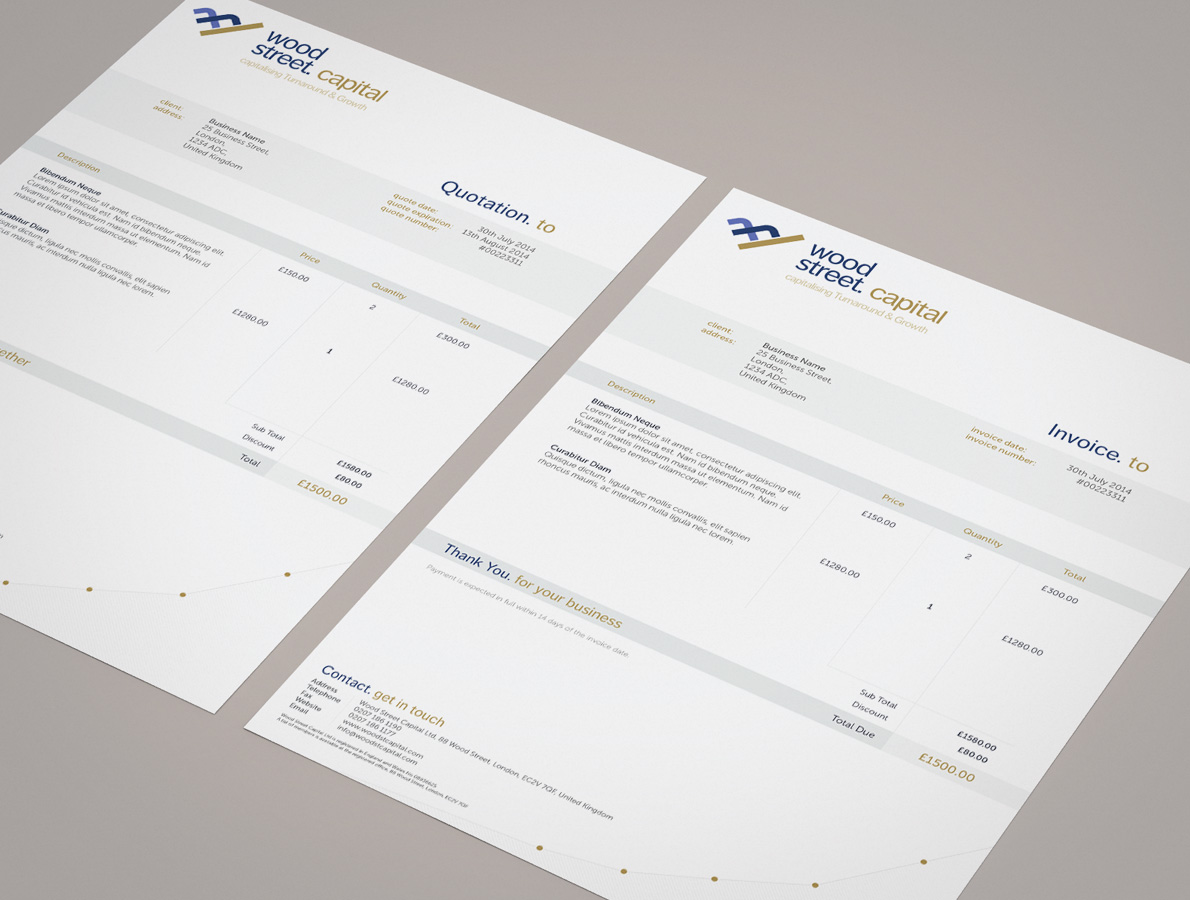 wood
street. capital
capitalising Turnaround & Growth
client:
address:
Business Name
25 Business Street,
London,
1234 ADC,
United Kingdom
Quotation. to
quote date:
quote expiration:
quote number:
30th July 2014
13th August 2014
#00223311
Description
Price
Quantity
Total
Bibendum Neque
Lorem ipsum dolor sit amet, consectetur adipiscing elit.
Curabitur id vehicula est. Nam id bibendum neque.
Vivamus mattis interdum massa ut elementum. Nam id
massa et libero tempor ullamcorper.
£150.00
2
£300.00
urabitur Diam
isque dictum, ligula nec mollis convallis, elit sapien
cus mauris, ac interdum nulla ligula nec lorem.
£1280.00
1
£1280.00
ether
Sub Total
£1580.00
Discount
£80.00
Total
£1500.00
wood
street. capital
capitalising Turnaround & Growth
client:
address:
Business Name
25 Business Street,
London,
1234 ADC,
United Kingdom
Invoice. to
invoice date:
invoice number:
30th July 2014
#00223311
Description
Price
Quantity
Total
Bibendum Neque
Lorem ipsum dolor sit amet, consectetur adipiscing elit.
Curabitur id vehicula est. Nam id bibendum neque.
Vivamus mattis interdum massa ut elementum. Nam id
massa et libero tempor ullamcorper.
£150.00
2
£300.00
Curabitur Diam
Quisque dictum, ligula nec mollis convallis, elit sapien
rhoncus mauris, ac interdum nulla ligula nec lorem.
£1280.00
1
£1280.00
Sub Total
£1580.00
Discount
£80.00
Total Due
£1500.00
Thank You. for your business
Payment is expected in full within 14 days of the invoice date.
Contact. get in touch
Address Wood Street Capital Ltd, 88 Wood Street, London, EC2V 7QF, United Kingdom
Telephone 0207 186 1190
Fax 0207 186 1177
Website www.woodstcapital.com
Email info@woodstcapital.com
Wood Street Capital Ltd is registered in England and Wales No
A list of members is available at the registered office, 88 Wood Street, London, EC2V 7QF